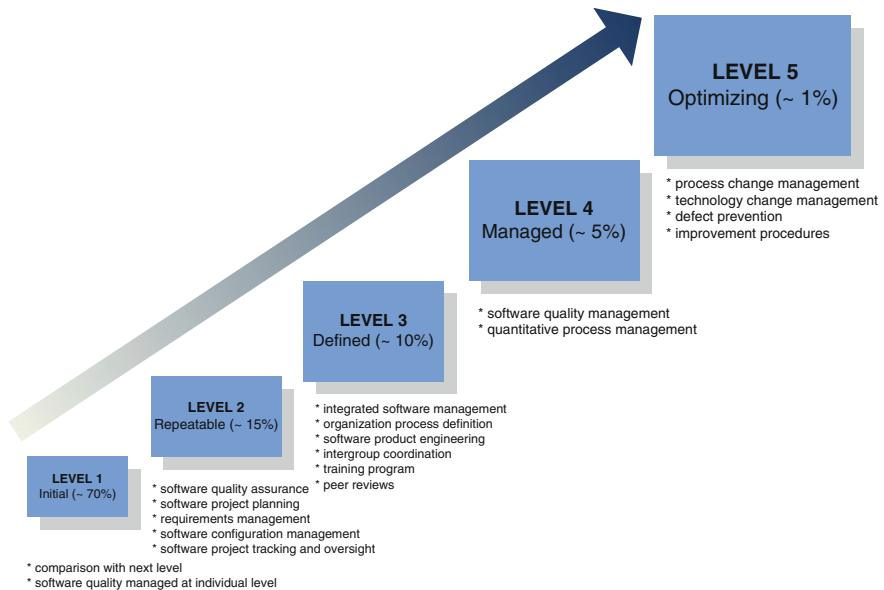 LEVEL 1
Initial (~ 70%)
* comparison with next level
* software quality managed at individual level
LEVEL 2
Repeatable (~ 15%)
* software quality assurance
* software project planning
* requirements management
* software configuration management
* software project tracking and oversight
LEVEL 3
Defined (~ 10%)
* integrated software management
* organization process definition
* software product engineering
* intergroup coordination
* training program
* peer reviews
LEVEL 4
Managed (~ 5%)
* software quality management
* quantitative process management
LEVEL 5
Optimizing (~ 1%)
* process change management
* technology change management
* defect prevention
* improvement procedures